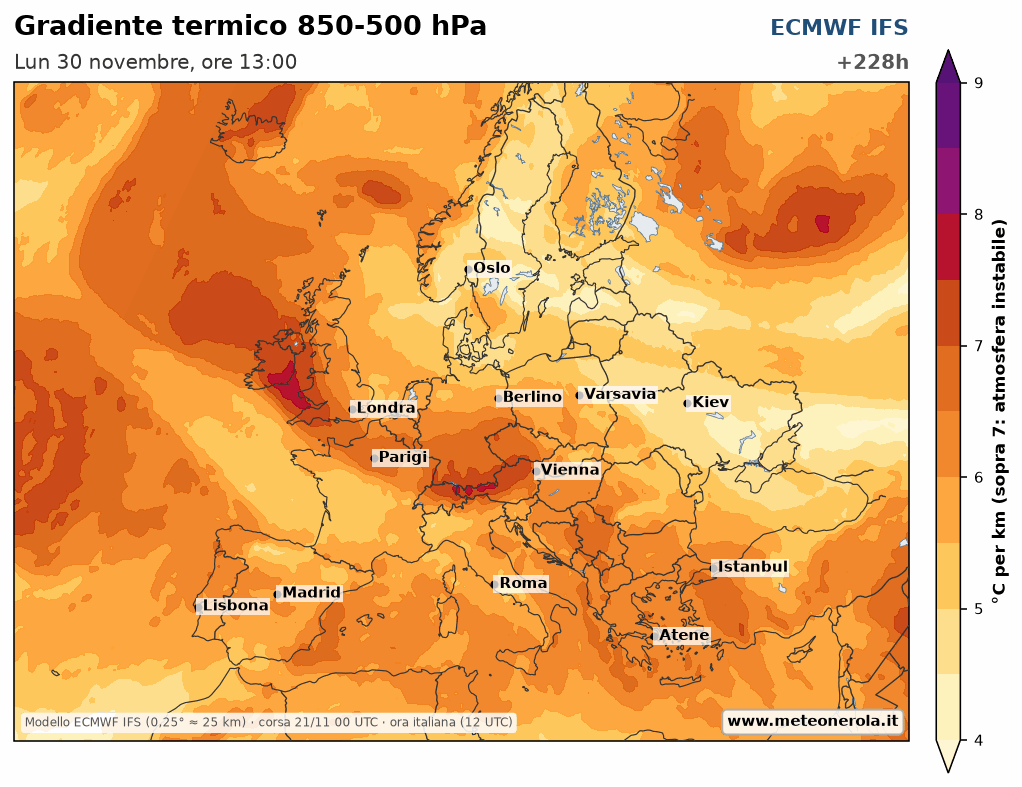 Gradiente termico 850-500 hPa
ECMWF IFS
Lun 30 novembre, ore 13:00
+228h
9
8
7
6
5
4
°C per km (sopra 7: atmosfera instabile)
Oslo
Berlino
Varsavia
Kiev
Londra
Parigi
Vienna
Istanbul
Roma
Madrid
Lisbona
Atene
Modello ECMWF IFS (0,25° ≈ 25 km) · corsa 21/11 00 UTC · ora italiana (12 UTC)
www.meteonerola.it